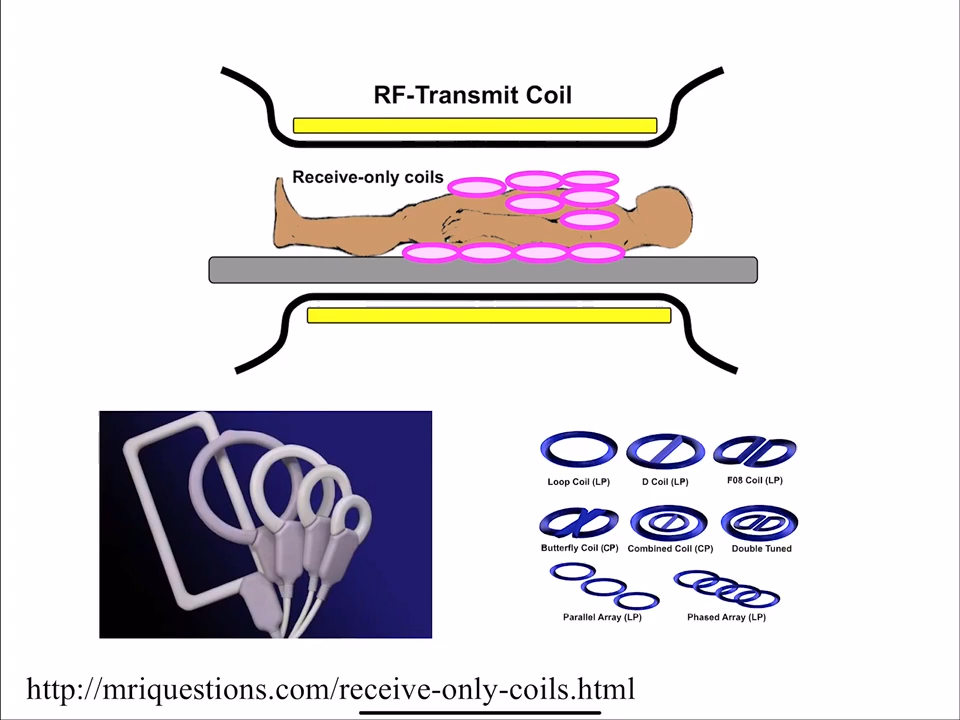 RF-Transmit Coil
Receive-only coils
Loop Coil (LP)
D Coil (LP)
F08 Coil (LP)
Butterfly Coil (CP)
Combined Coil (CP)
Double Tuned
Parallel Array (LP)
Phased Array (LP)
http://mriquestions.com/receive-only-coils.html